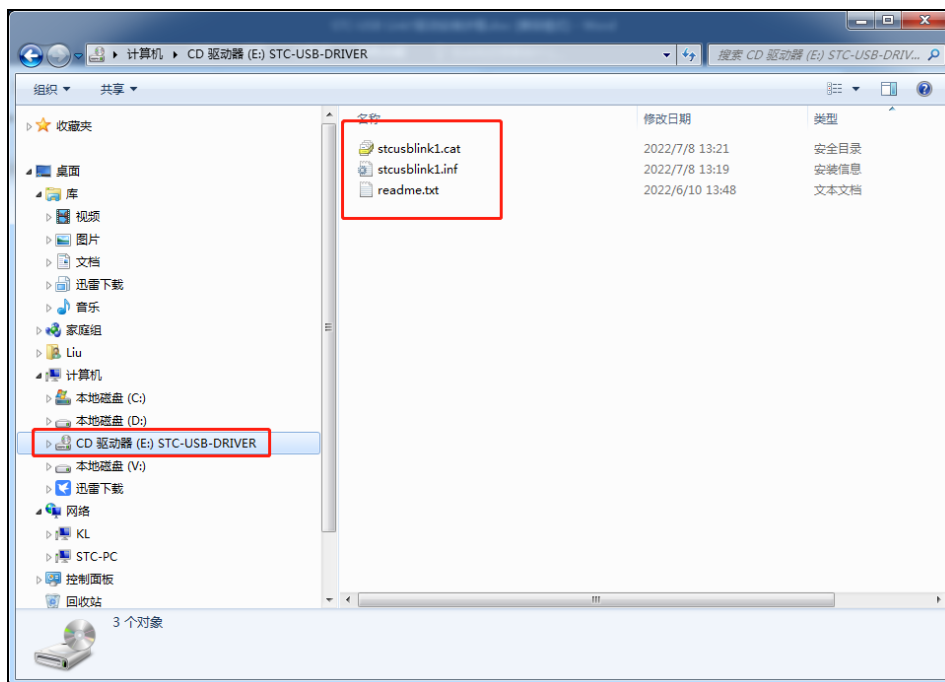 计算机 CD 驱动器 (E:) STC-USB-DRIVER
搜索 CD 驱动器 (E:) STC-USB-DRIV...
组织 共享
收藏夹
桌面
库
视频
图片
文档
迅雷下载
音乐
家庭组
Liu
计算机
本地磁盘 (C:)
本地磁盘 (D:)
CD 驱动器 (E:) STC-USB-DRIVER
本地磁盘 (V:)
迅雷下载
网络
KL
STC-PC
控制面板
回收站
名称 修改日期 类型
stcusblink1.cat 2022/7/8 13:21 安全目录
stcusblink1.inf 2022/7/8 13:19 安装信息
readme.txt 2022/6/10 13:48 文本文档
3 个对象